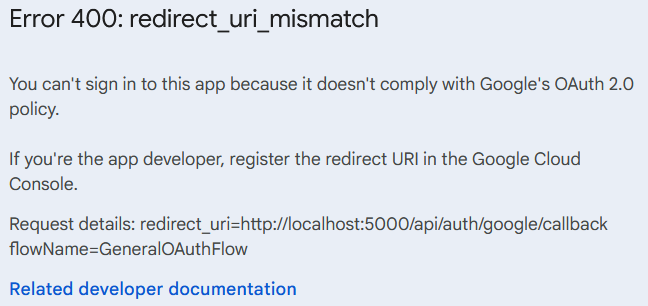 Error 400: redirect_uri_mismatch
You can't sign in to this app because it doesn't comply with Google's OAuth 2.0
policy.
If you're the app developer, register the redirect URI in the Google Cloud
Console.
Request details: redirect_uri=http://localhost:5000/api/auth/google/callback
flowName=GeneralOAuthFlow
Related developer documentation